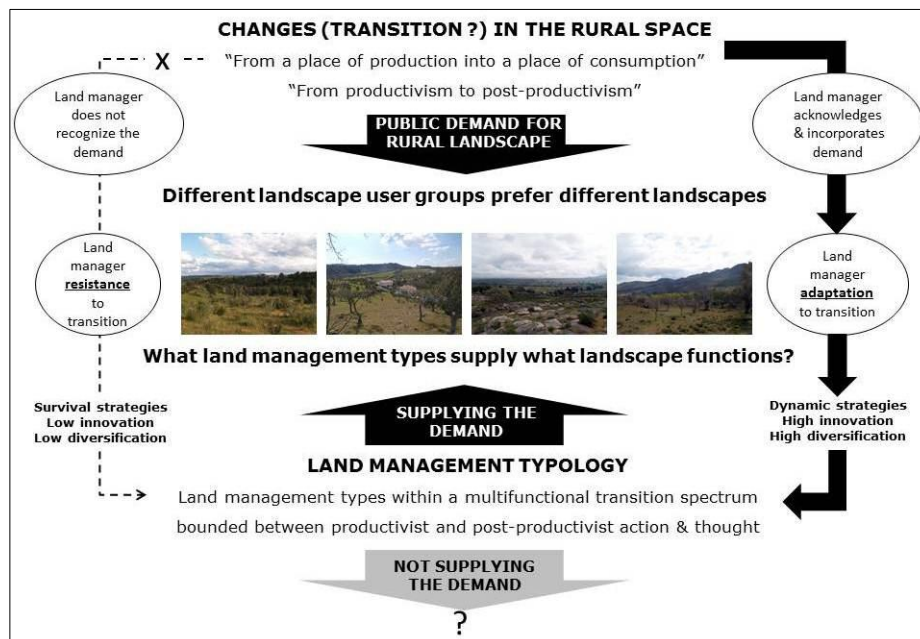 CHANGES (TRANSITION ?) IN THE RURAL SPACE
X
“From a place of production into a place of consumption”
“From productivism to post-productivism”
Land manager
does not
recognize the
demand
PUBLIC DEMAND FOR
RURAL LANDSCAPE
Land manager
acknowledges
& incorporates
demand
Different landscape user groups prefer different landscapes
Land
manager
resistance
to
transition
Land
manager
adaptation
to transition
What land management types supply what landscape functions?
Survival strategies
Low innovation
Low diversification
SUPPLYING THE
DEMAND
Dynamic strategies
High innovation
High diversification
LAND MANAGEMENT TYPOLOGY
Land management types within a multifunctional transition spectrum
bounded between productivist and post-productivist action & thought
NOT SUPPLYING
THE DEMAND
?